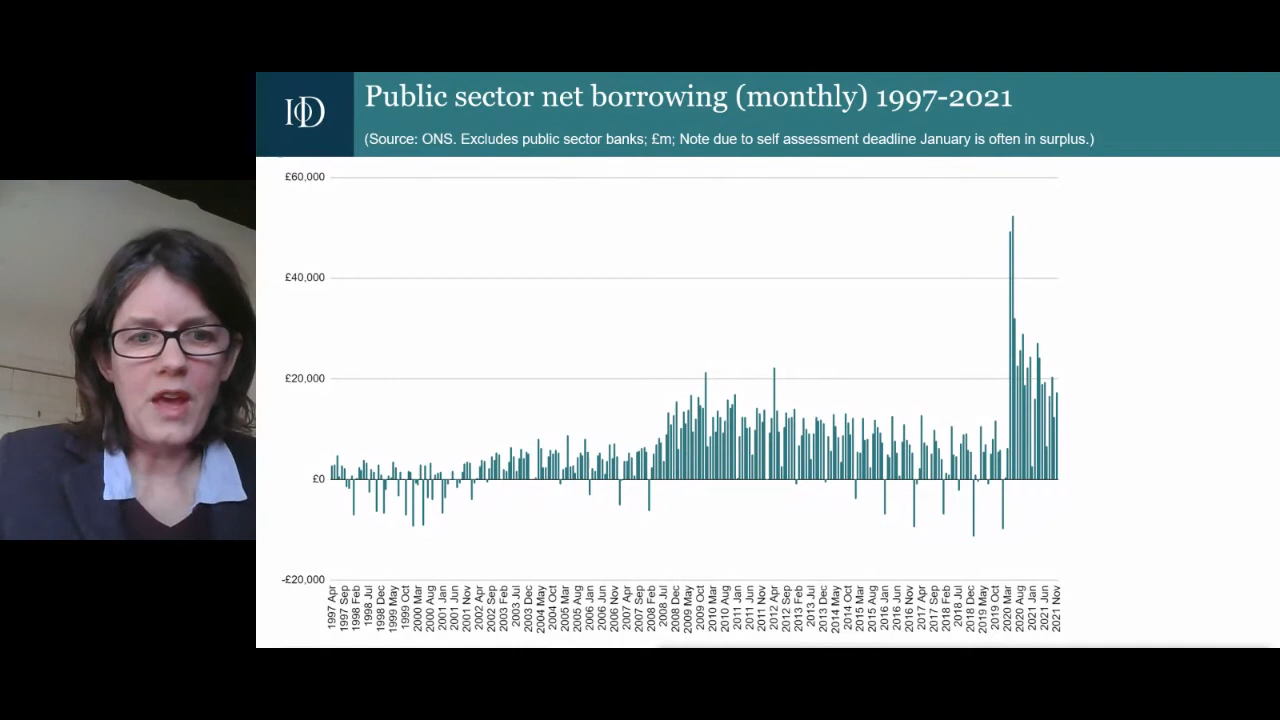 IOD
Public sector net borrowing (monthly) 1997-2021
(Source: ONS. Excludes public sector banks; £m; Note due to self assessment deadline January is often in surplus.)
£60,000
£40,000
£20,000
£0
-£20,000
1997 Apr
1997 Sep
1998 Feb
1998 Jul
1998 Dec
1999 May
1999 Oct
2000 Mar
2000 Aug
2001 Jan
2001 Jun
2001 Nov
2002 Apr
2002 Sep
2003 Feb
2003 Jul
2003 Dec
2004 May
2004 Oct
2005 Mar
2005 Aug
2006 Jan
2006 Jun
2006 Nov
2007 Apr
2007 Sep
2008 Feb
2008 Jul
2008 Dec
2009 May
2009 Oct
2010 Mar
2010 Aug
2011 Jan
2011 Jun
2011 Nov
2012 Apr
2012 Sep
2013 Feb
2013 Jul
2013 Dec
2014 May
2014 Oct
2015 Mar
2015 Aug
2016 Jan
2016 Jun
2016 Nov
2017 Apr
2017 Sep
2018 Feb
2018 Jul
2018 Dec
2019 May
2019 Oct
2020 Mar
2020 Aug
2021 Jan
2021 Jun
2021 Nov